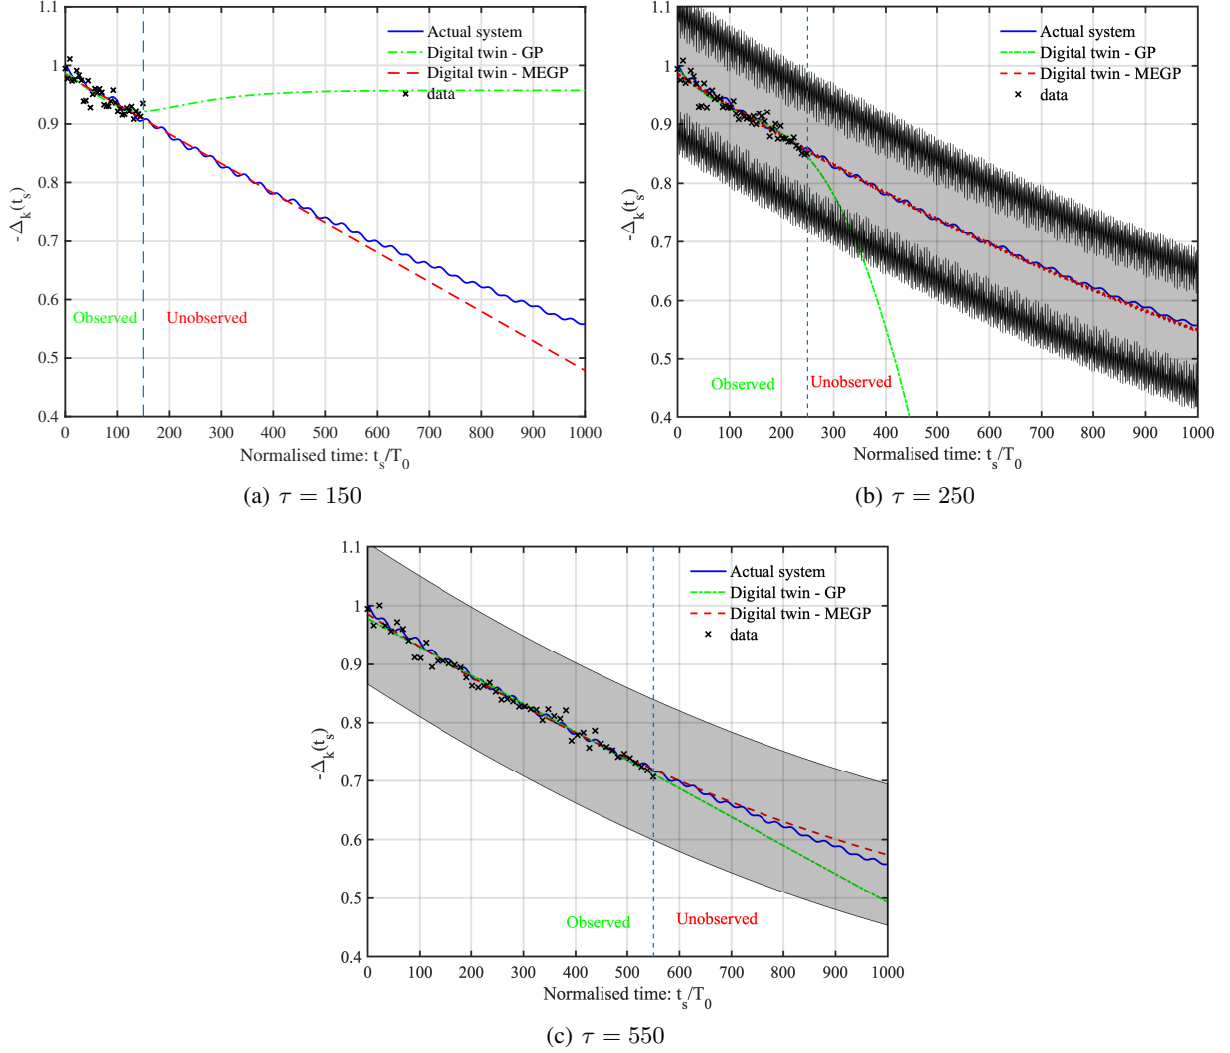 1.1
1
0.9
0.8
0.7
0.6
0.5
0.4
-Δk(ts)
Actual system
Digital twin - GP
Digital twin - MEGP
data
Observed
Unobserved
0 100 200 300 400 500 600 700 800 900 1000
Normalised time: ts/T0
(a) τ = 150
1.1
1
0.9
0.8
0.7
0.6
0.5
0.4
-Δk(ts)
Actual system
Digital twin - GP
Digital twin - MEGP
data
Observed
Unobserved
0 100 200 300 400 500 600 700 800 900 1000
Normalised time: ts/T0
(b) τ = 250
1.1
1
0.9
0.8
0.7
0.6
0.5
0.4
-Δk(ts)
Actual system
Digital twin - GP
Digital twin - MEGP
data
Observed
Unobserved
0 100 200 300 400 500 600 700 800 900 1000
Normalised time: ts/T0
(c) τ = 550